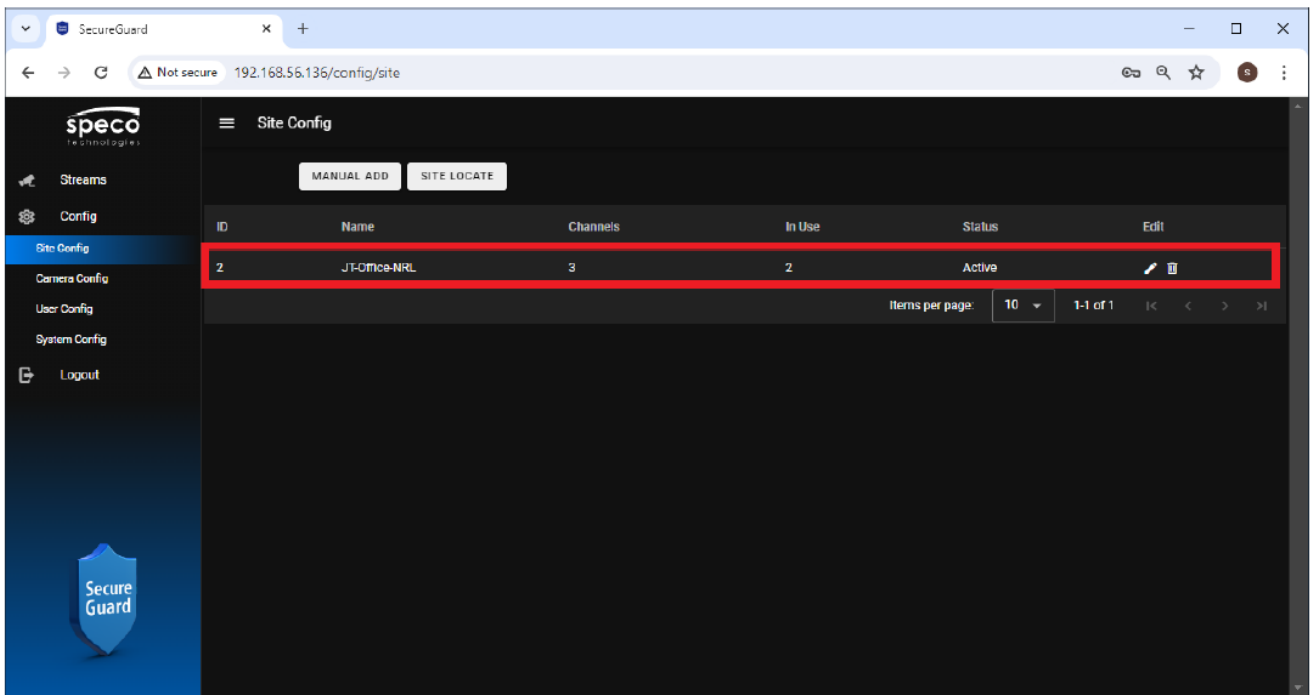 SecureGuard
Not secure 192.168.56.136/config/site
S
speco
technologies
Site Config
Streams
MANUAL ADD SITE LOCATE
Config
ID Name Channels In Use Status Edit
Site Config
2 JT-Office-NRL 3 2 Active
Camera Config
User Config
Items per page: 10 1-1 of 1
System Config
Logout
Secure
Guard